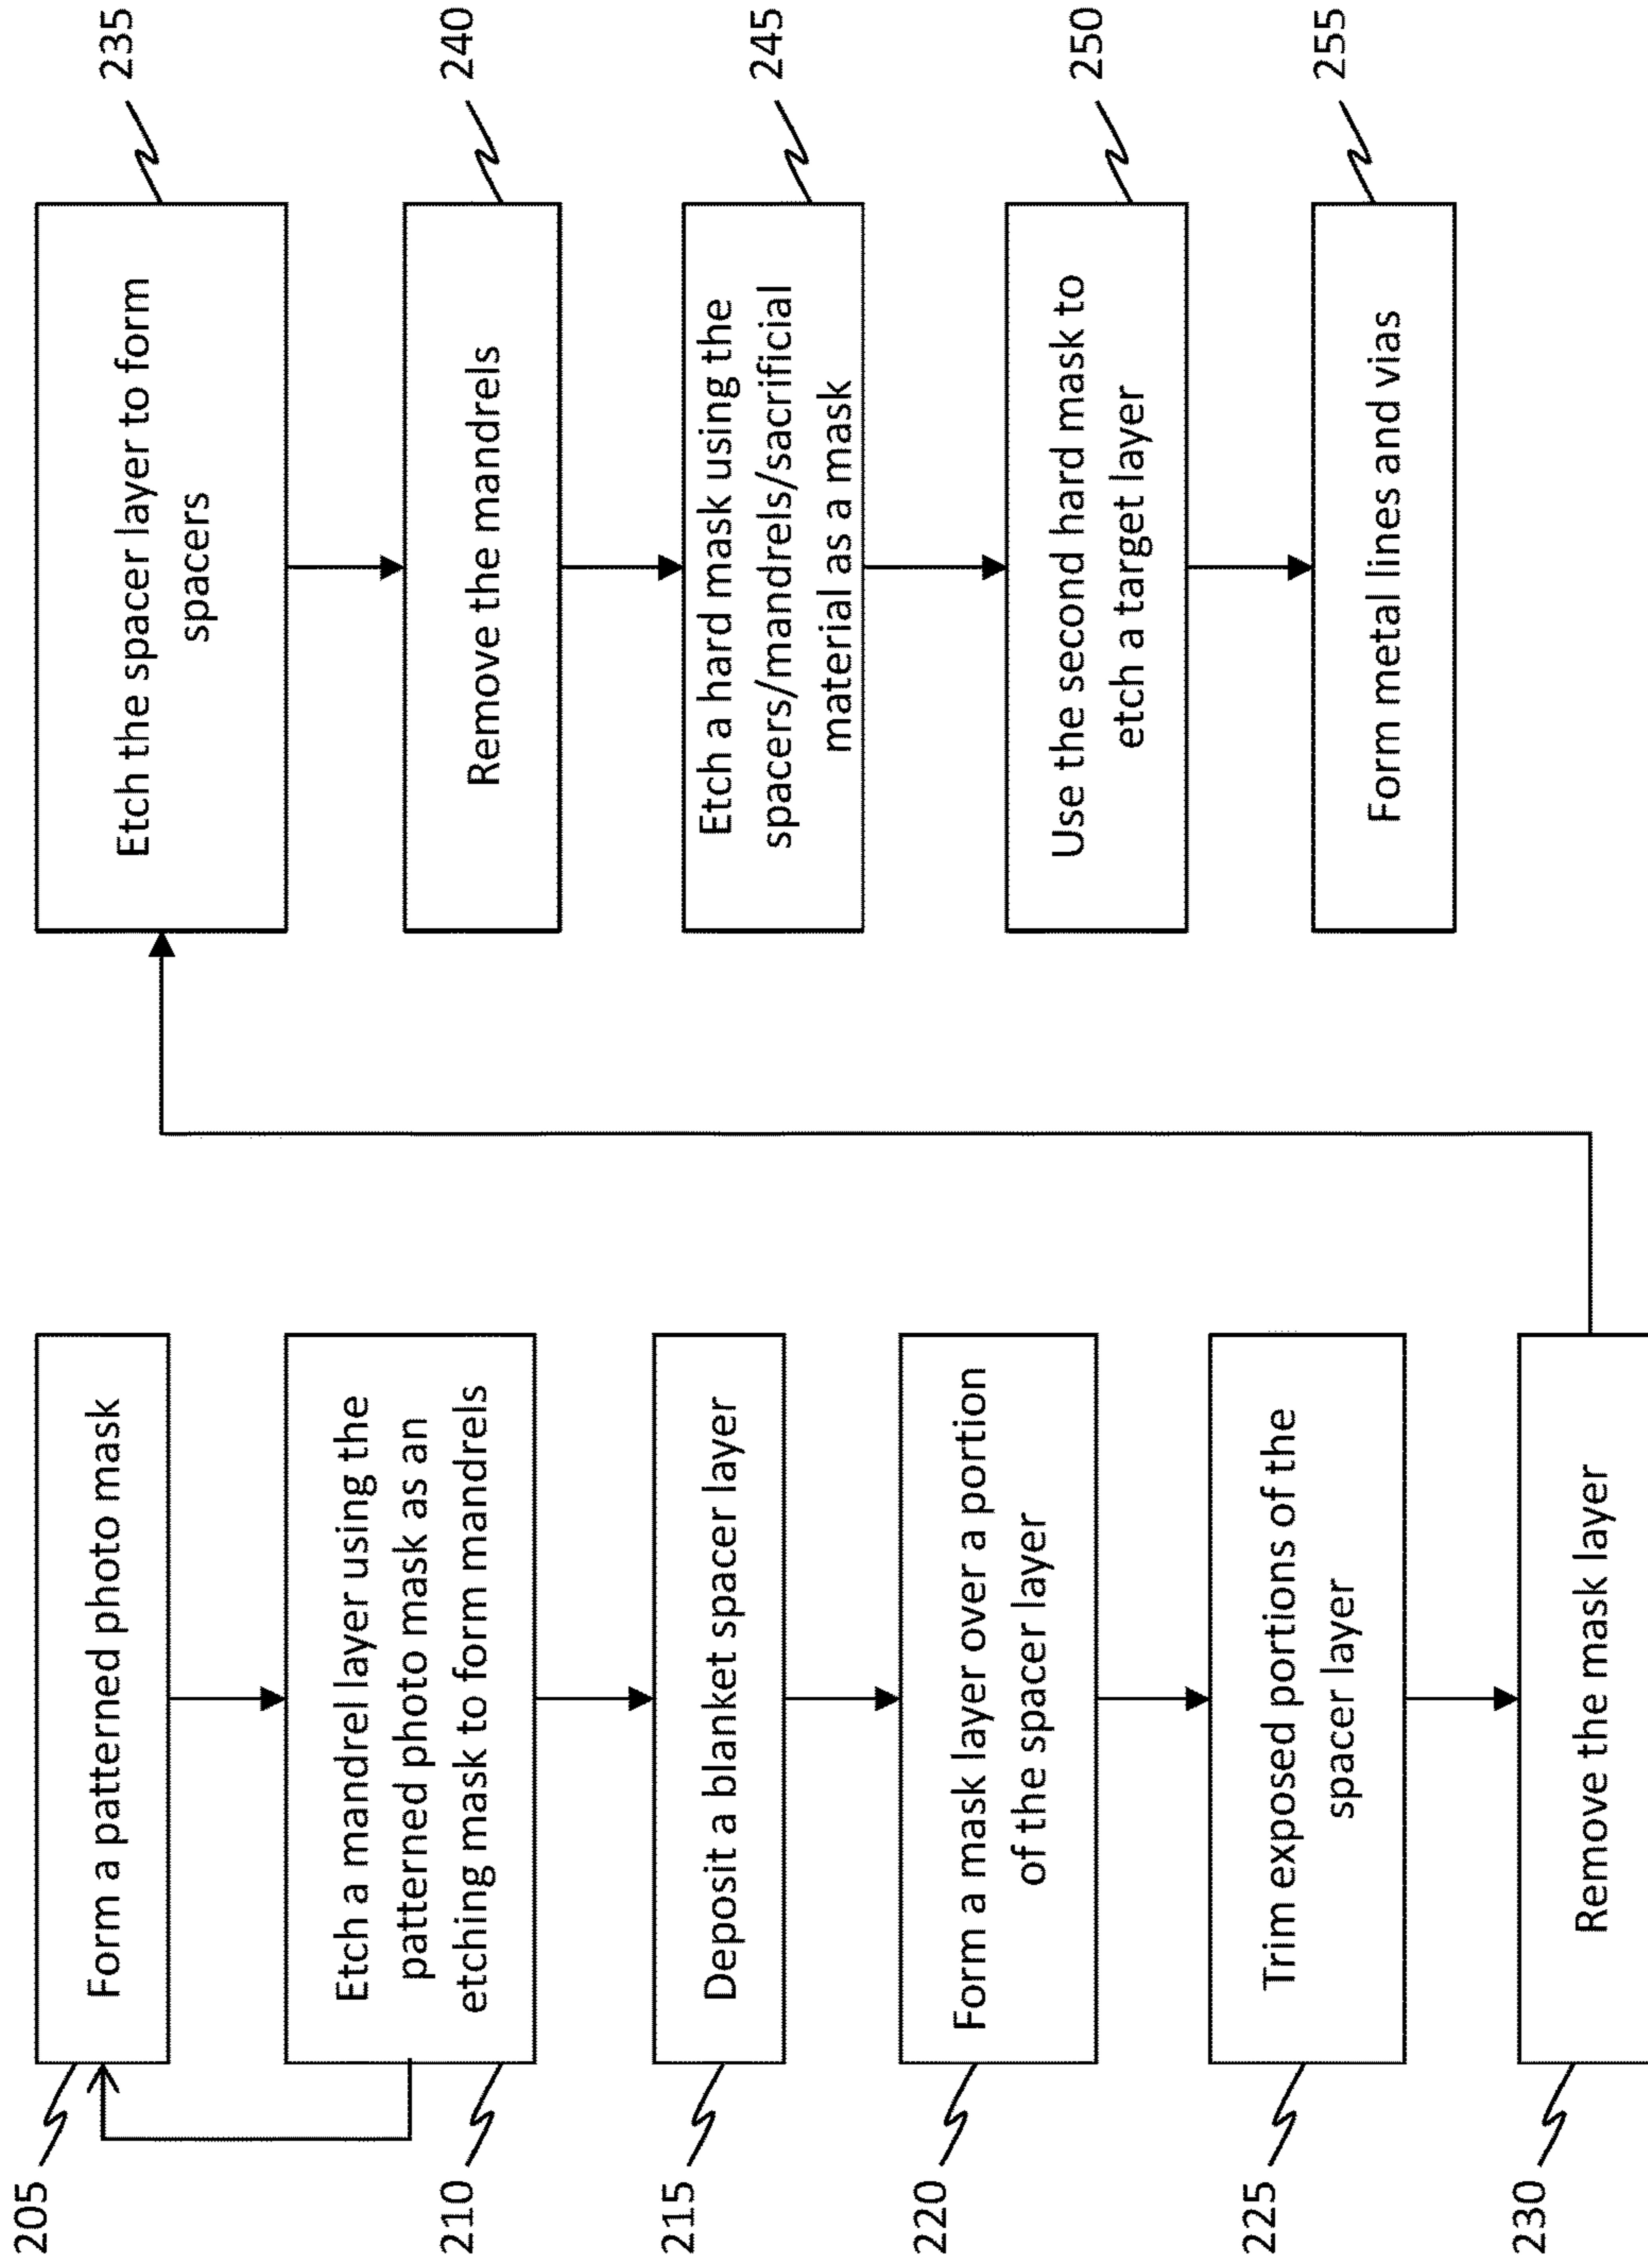 205
Form a patterned photo mask
210
Etch a mandrel layer using the
patterned photo mask as an
etching mask to form mandrels
215
Deposit a blanket spacer layer
220
Form a mask layer over a portion
of the spacer layer
225
Trim exposed portions of the
spacer layer
230
Remove the mask layer
Etch the spacer layer to form
spacers
235
Remove the mandrels
240
Etch a hard mask using the
spacers/mandrels/sacrificial
material as a mask
245
Use the second hard mask to
etch a target layer
250
Form metal lines and vias
255